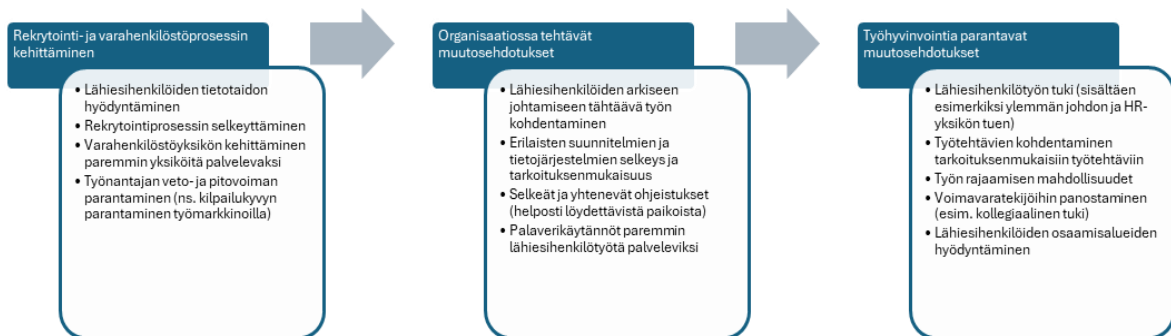 Rekrytointi- ja varahenkilöstöprosessin
kehittäminen
• Lähiesihenkilöiden tietotaidon
hyödyntäminen
• Rekrytointiprosessin selkeyttäminen
• Varahenkilöstöyksikön kehittäminen
paremmin yksiköitä palvelevaksi
• Työnantajan veto- ja pitovoiman
parantaminen (ns. kilpailukyvyn
parantaminen työmarkkinoilla)
Organisaatiossa tehtävät
muutosehdotukset
• Lähiesihenkilöiden arkiseen
johtamiseen tähtäävä työn
kohdentaminen
• Erilaisten suunnitelmien ja
tietojärjestelmien selkeys ja
tarkoituksenmukaisuus
• Selkeät ja yhtenevät ohjeistukset
(helposti löydettävistä paikoista)
• Palaverikäytännöt paremmin
lähiesihenkilötyötä palveleviksi
Työhyvinvointia parantavat
muutosehdotukset
• Lähiesihenkilötyön tuki (sisältäen
esimerkiksi ylemmän johdon ja HR-
yksikön tuen)
• Työtehtävien kohdentaminen
tarkoituksenmukaisiin työtehtäviin
• Työn rajaamisen mahdollisuudet
• Voimavaratekijöihin panostaminen
(esim. kollegiaalinen tuki)
• Lähiesihenkilöiden osaamisalueiden
hyödyntäminen